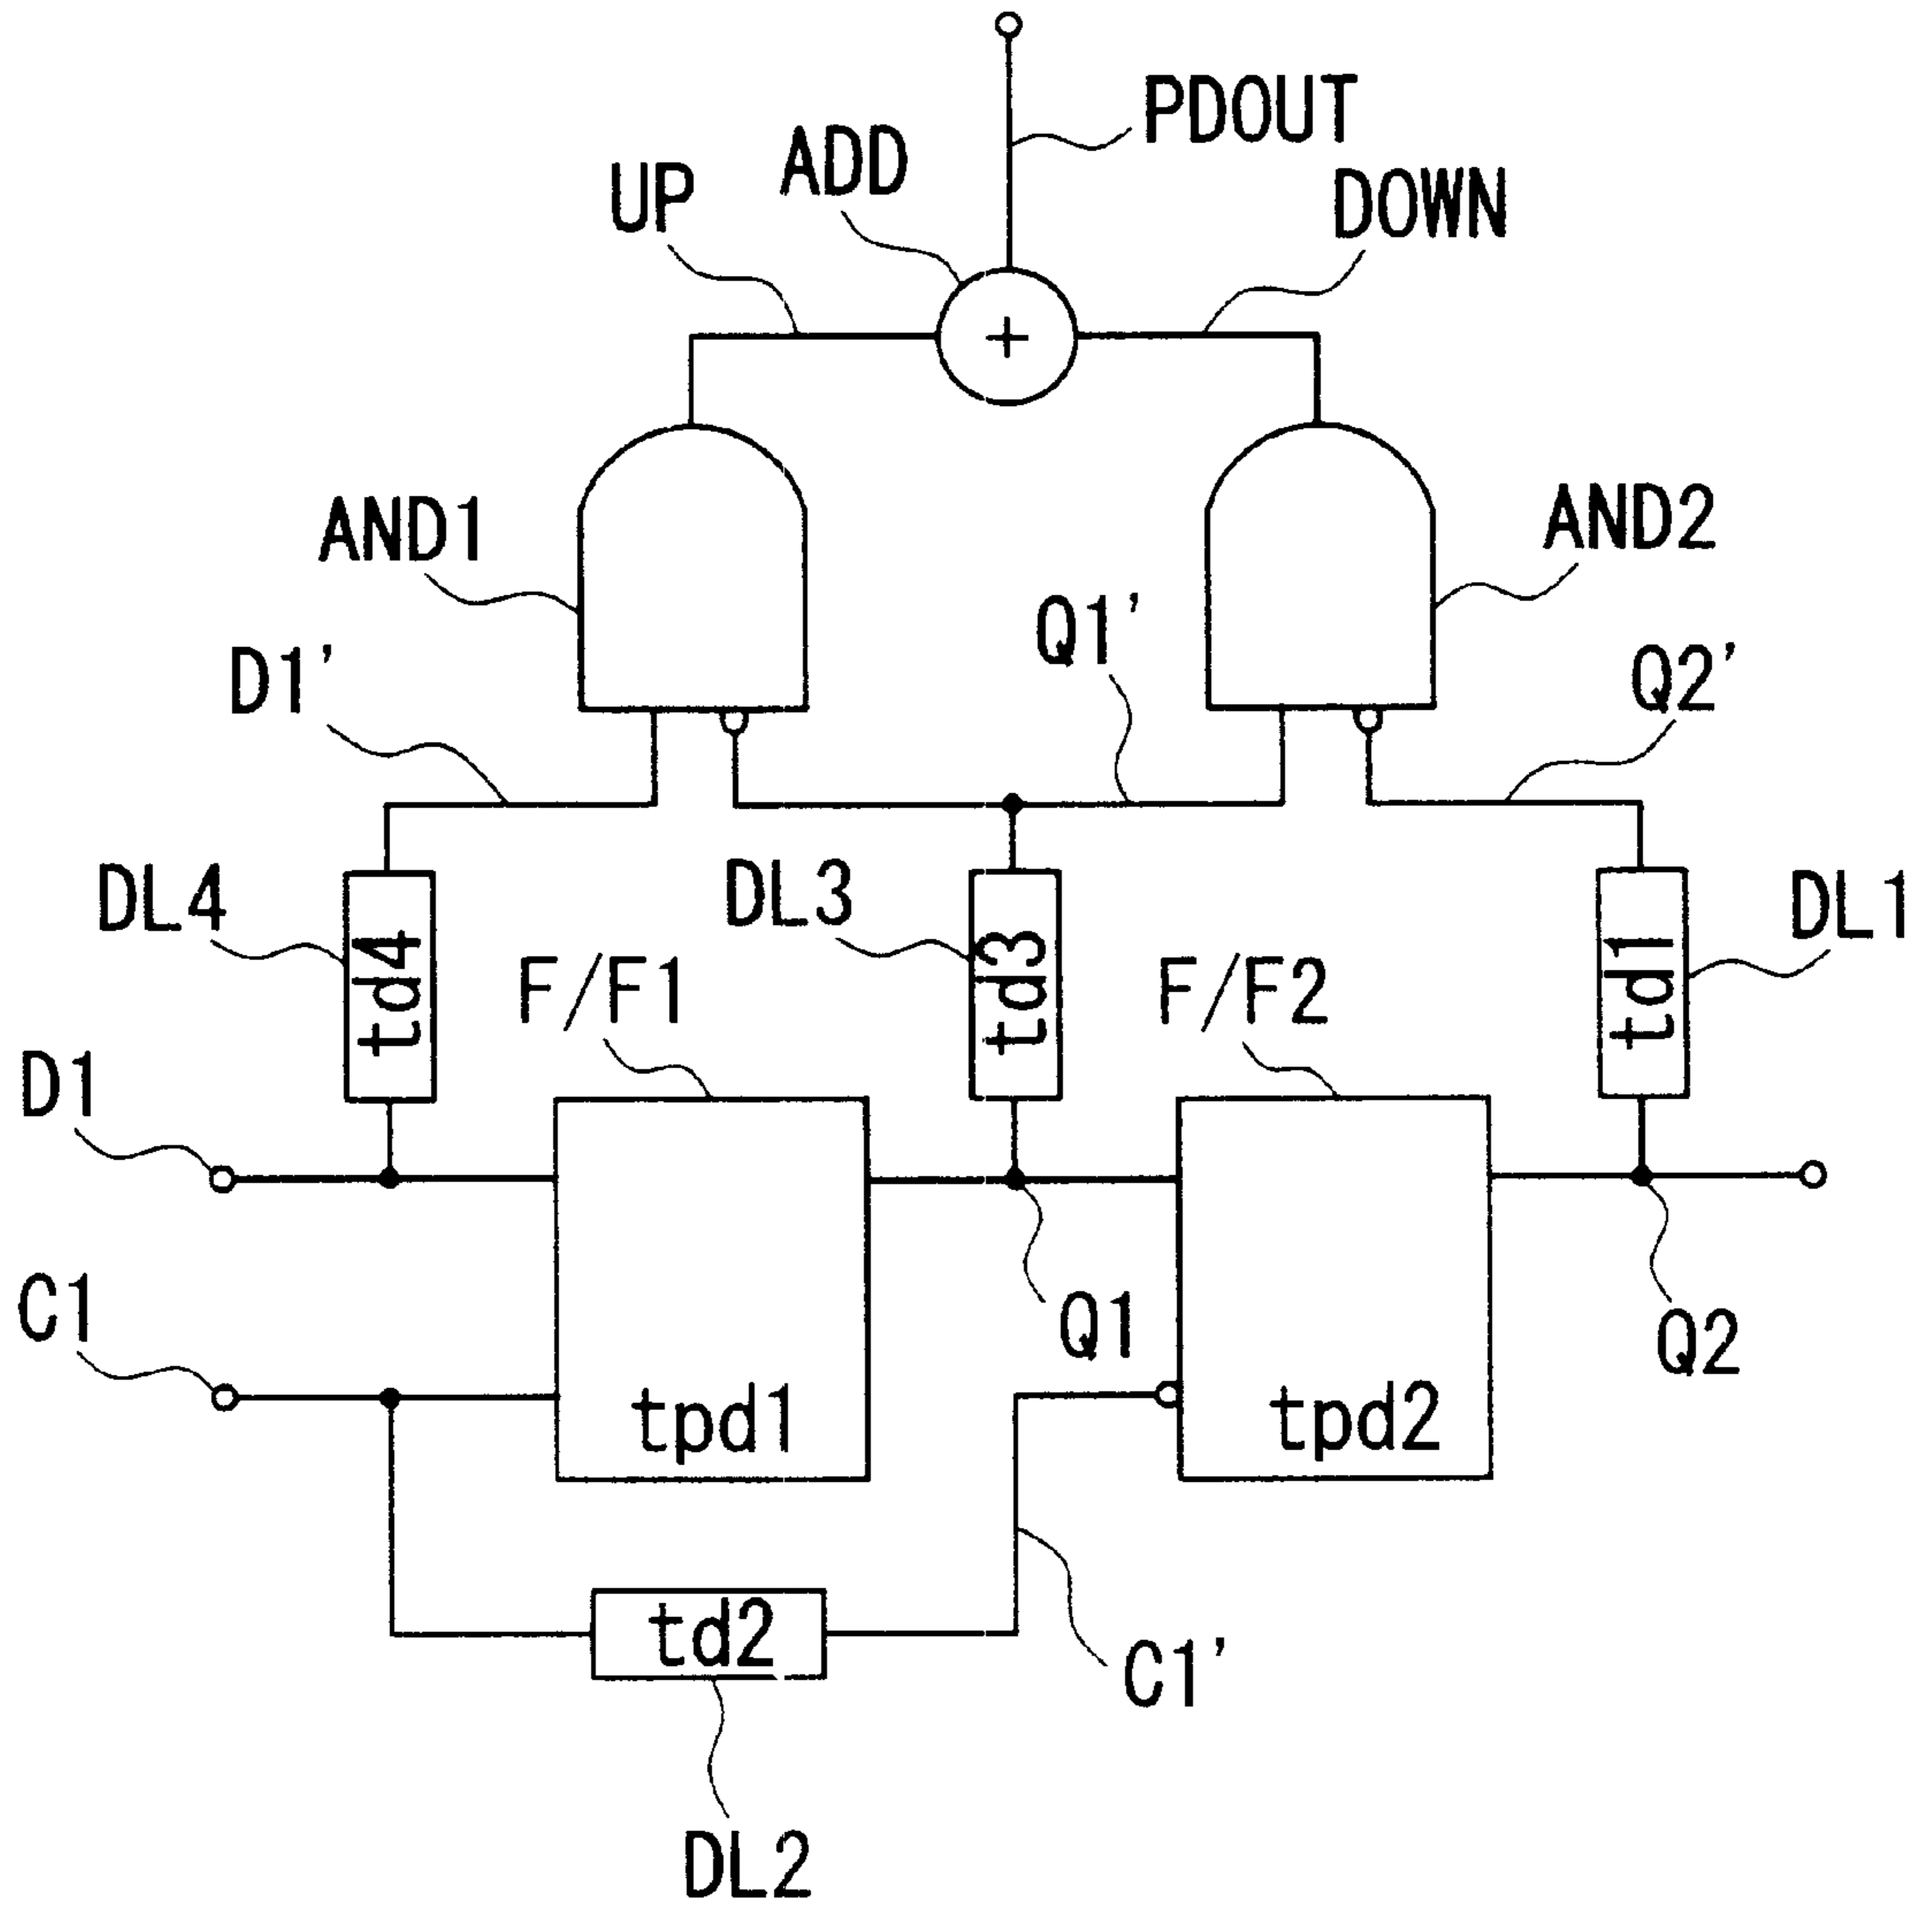 PDOUT
ADD
UP
DOWN
AND1
AND2
Q1'
D1'
Q2'
DL4
DL3
DL1
td4
td3
td1
F/F1
F/F2
D1
C1
Q1
Q2
tpd1
tpd2
td2
C1'
DL2
+